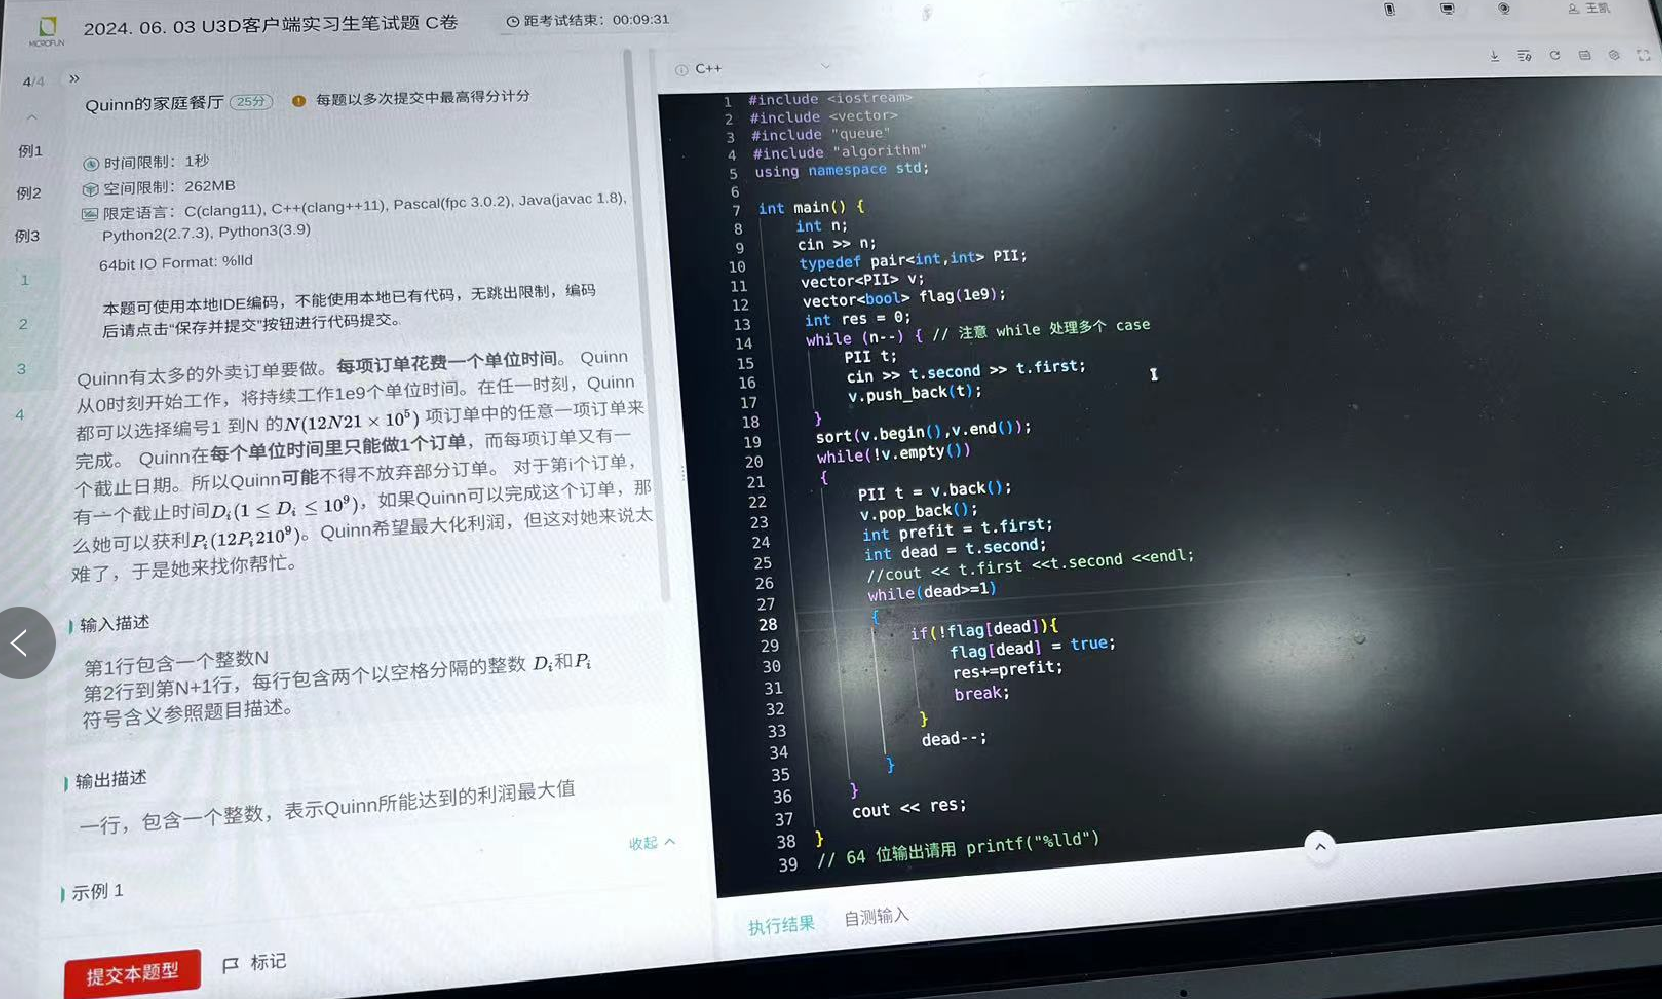 MICROFUN
2024. 06. 03 U3D客户端实习生笔试题 C卷
距考试结束：00:09:31
王凯
4/4
例1
例2
例3
1
2
3
4
Quinn的家庭餐厅 25分 每题以多次提交中最高得分计分
时间限制：1秒
空间限制：262MB
限定语言：C(clang11), C++(clang++11), Pascal(fpc 3.0.2), Java(javac 1.8),
Python2(2.7.3), Python3(3.9)
64bit IO Format: %lld
本题可使用本地IDE编码，不能使用本地已有代码，无跳出限制，编码
后请点击“保存并提交”按钮进行代码提交。
Quinn有太多的外卖订单要做。每项订单花费一个单位时间。 Quinn
从0时刻开始工作，将持续工作1e9个单位时间。在任一时刻，Quinn
都可以选择编号1 到N 的N(12N21 × 10⁵) 项订单中的任意一项订单来
完成。 Quinn在每个单位时间里只能做1个订单，而每项订单又有一
个截止日期。所以Quinn可能不得不放弃部分订单。 对于第i个订单，
有一个截止时间Dᵢ(1 ≤ Dᵢ ≤ 10⁹)，如果Quinn可以完成这个订单，那
么她可以获利Pᵢ(12Pᵢ210⁹)。Quinn希望最大化利润，但这对她来说太
难了，于是她来找你帮忙。
输入描述
第1行包含一个整数N
第2行到第N+1行，每行包含两个以空格分隔的整数 Dᵢ和Pᵢ
符号含义参照题目描述。
输出描述
一行，包含一个整数，表示Quinn所能达到的利润最大值
收起
示例 1
提交本题型 标记
C++
1 #include <iostream>
2 #include <vector>
3 #include "queue"
4 #include "algorithm"
5 using namespace std;
6
7 int main() {
8 int n;
9 cin >> n;
10 typedef pair<int,int> PII;
11 vector<PII> v;
12 vector<bool> flag(1e9);
13 int res = 0;
14 while (n--) { // 注意 while 处理多个 case
15 PII t;
16 cin >> t.second >> t.first;
17 v.push_back(t);
18 }
19 sort(v.begin(),v.end());
20 while(!v.empty())
21 {
22 PII t = v.back();
23 v.pop_back();
24 int prefit = t.first;
25 int dead = t.second;
26 //cout << t.first <<t.second <<endl;
27 while(dead>=1)
28 {
29 if(!flag[dead]){
30 flag[dead] = true;
31 res+=prefit;
32 break;
33 }
34 dead--;
35 }
36 }
37 cout << res;
38 }
39 // 64 位输出请用 printf("%lld")
执行结果 自测输入